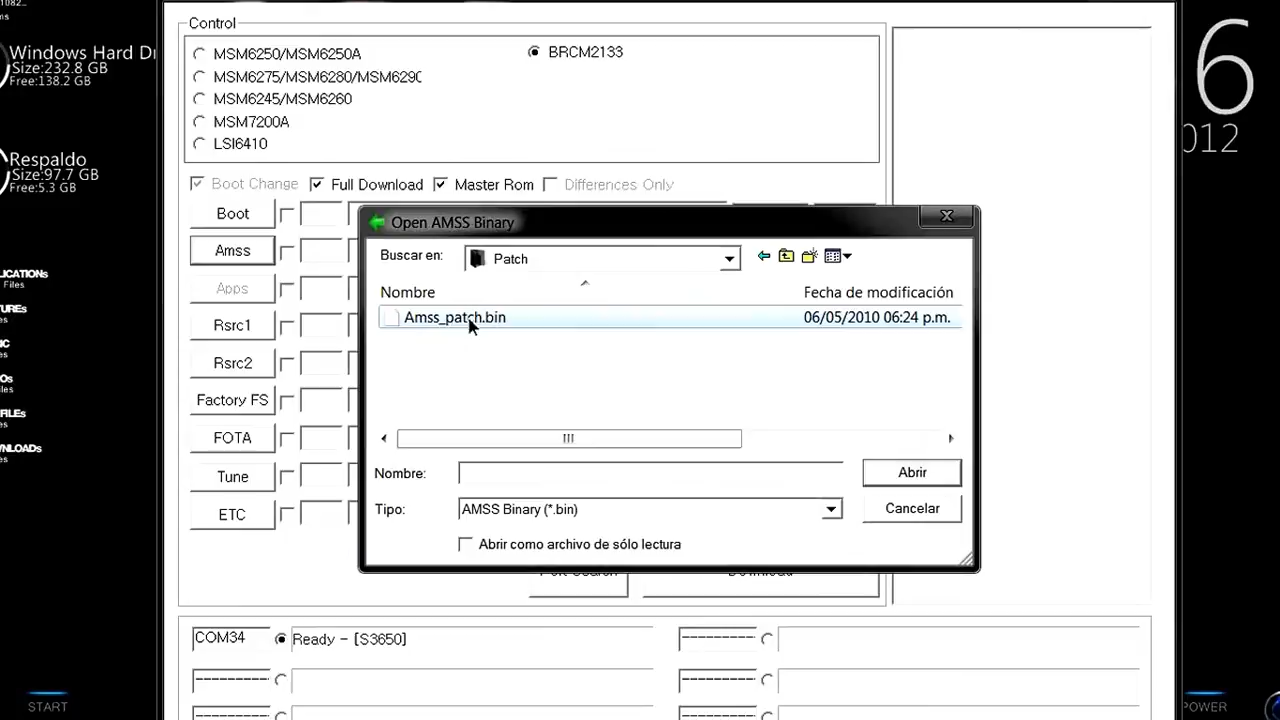 1082...
Windows Hard Dr
Size:232.8 GB
Free:138.2 GB
Respaldo
Size:97.7 GB
Free:5.3 GB
Files
START
Control
MSM6250/MSM6250A
BRCM2133
MSM6275/MSM6280/MSM629
MSM6245/MSM6260
MSM7200A
LSI6410
Boot Change
Full Download
Master Rom
Differences Only
Boot
Amss
Apps
Rsrc1
Rsrc2
Factory FS
FOTA
Tune
ETC
Open AMSS Binary
Buscar en:
Patch
Nombre
Fecha de modificación
Amss_patch.bin
06/05/2010 06:24 p.m.
Nombre:
Abrir
Tipo:
AMSS Binary (*.bin)
Cancelar
Abrir como archivo de sólo lectura
COM34
Ready - [S3650]
----------
----------
----------
----------
----------
6
012
POWER